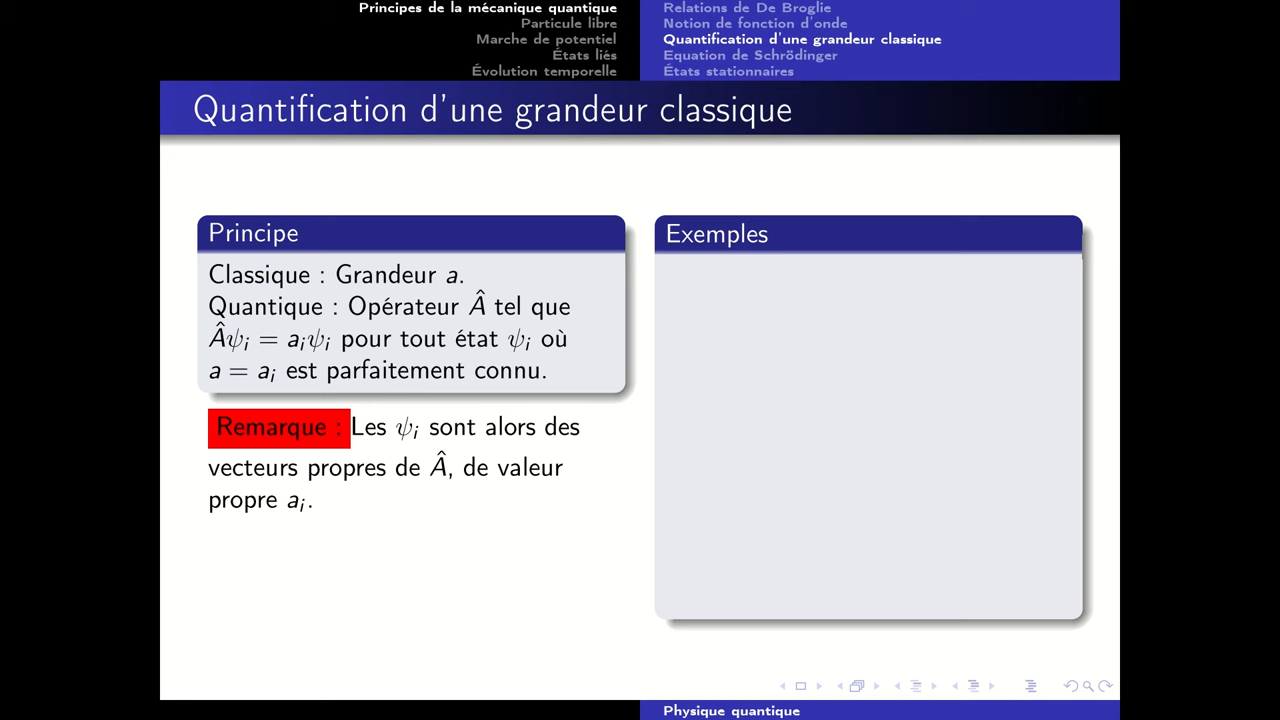 Principes de la mécanique quantique
Particule libre
Marche de potentiel
États liés
Évolution temporelle
Relations de De Broglie
Notion de fonction d'onde
Quantification d'une grandeur classique
Equation de Schrödinger
États stationnaires
Quantification d'une grandeur classique
Principe
Classique : Grandeur a.
Quantique : Opérateur Â tel que
Âψᵢ = aᵢψᵢ pour tout état ψᵢ où
a = aᵢ est parfaitement connu.
Remarque : Les ψᵢ sont alors des
vecteurs propres de Â, de valeur
propre aᵢ.
Exemples
Physique quantique